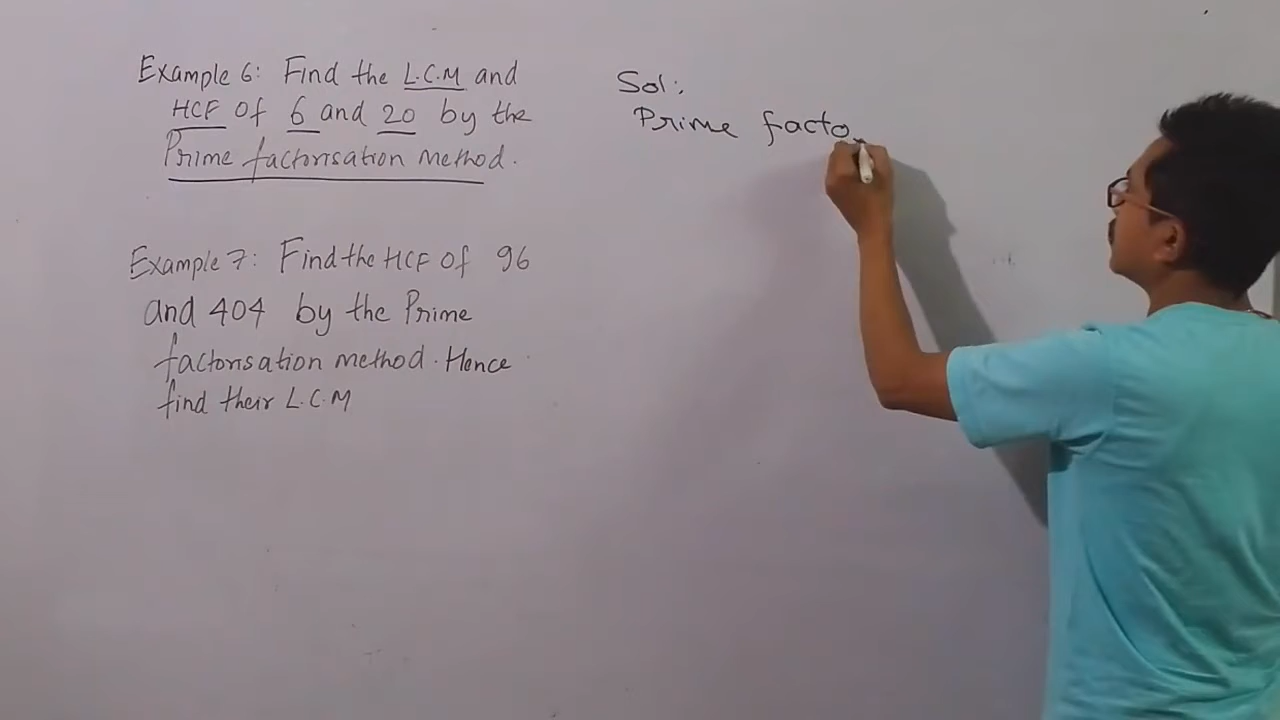 Example 6: Find the L.C.M and
HCF of 6 and 20 by the
Prime factorisation method.
Example 7: Find the HCF of 96
and 404 by the Prime
factorisation method. Hence
find their L.C.M
Sol:
Prime facto